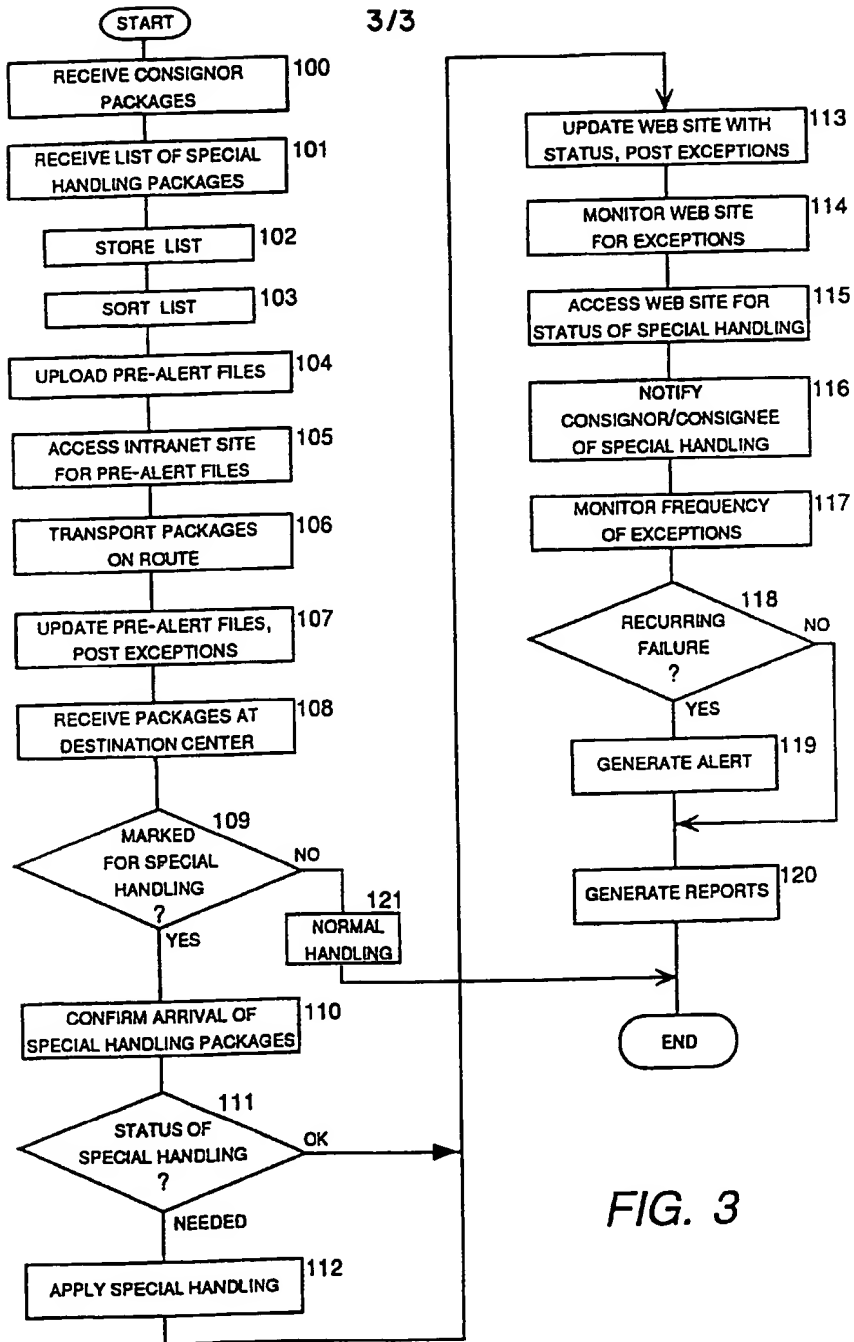 3/3
START
RECEIVE CONSIGNOR
PACKAGES
100
RECEIVE LIST OF SPECIAL
HANDLING PACKAGES
101
STORE LIST
102
SORT LIST
103
UPLOAD PRE-ALERT FILES
104
ACCESS INTRANET SITE
FOR PRE-ALERT FILES
105
TRANSPORT PACKAGES
ON ROUTE
106
UPDATE PRE-ALERT FILES,
POST EXCEPTIONS
107
RECEIVE PACKAGES AT
DESTINATION CENTER
108
MARKED
FOR SPECIAL
HANDLING
?
109
NO
YES
121
NORMAL
HANDLING
CONFIRM ARRIVAL OF
SPECIAL HANDLING PACKAGES
110
STATUS OF
SPECIAL HANDLING
?
111
OK
NEEDED
APPLY SPECIAL HANDLING
112
UPDATE WEB SITE WITH
STATUS, POST EXCEPTIONS
113
MONITOR WEB SITE
FOR EXCEPTIONS
114
ACCESS WEB SITE FOR
STATUS OF SPECIAL HANDLING
115
NOTIFY
CONSIGNOR/CONSIGNEE
OF SPECIAL HANDLING
116
MONITOR FREQUENCY
OF EXCEPTIONS
117
RECURRING
FAILURE
?
118
NO
YES
GENERATE ALERT
119
GENERATE REPORTS
120
END
FIG. 3